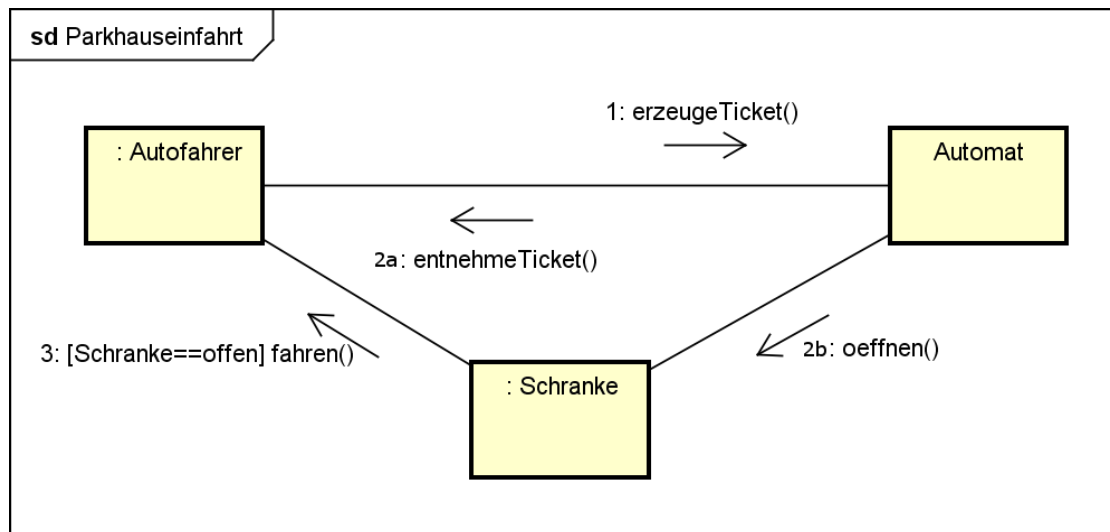 sd Parkhauseinfahrt
1: erzeugeTicket()
: Autofahrer
Automat
2a: entnehmeTicket()
3: [Schranke==offen] fahren()
2b: oeffnen()
: Schranke